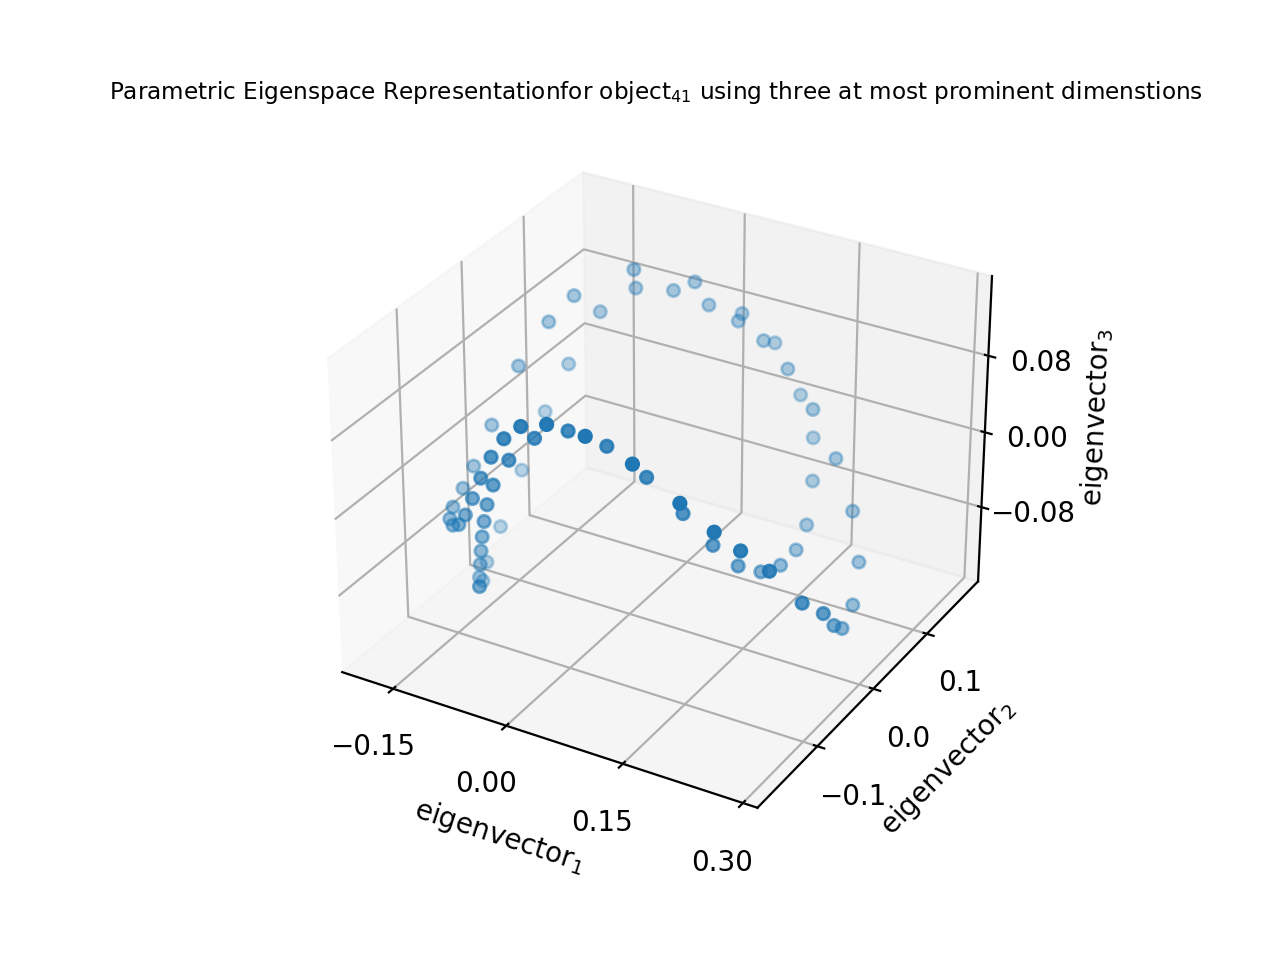 Parametric Eigenspace Representationfor object₄₁ using three at most prominent dimenstions
0.08
0.00
−0.08
eigenvector₃
0.1
0.0
−0.1
eigenvector₂
−0.15
0.00
0.15
0.30
eigenvector₁